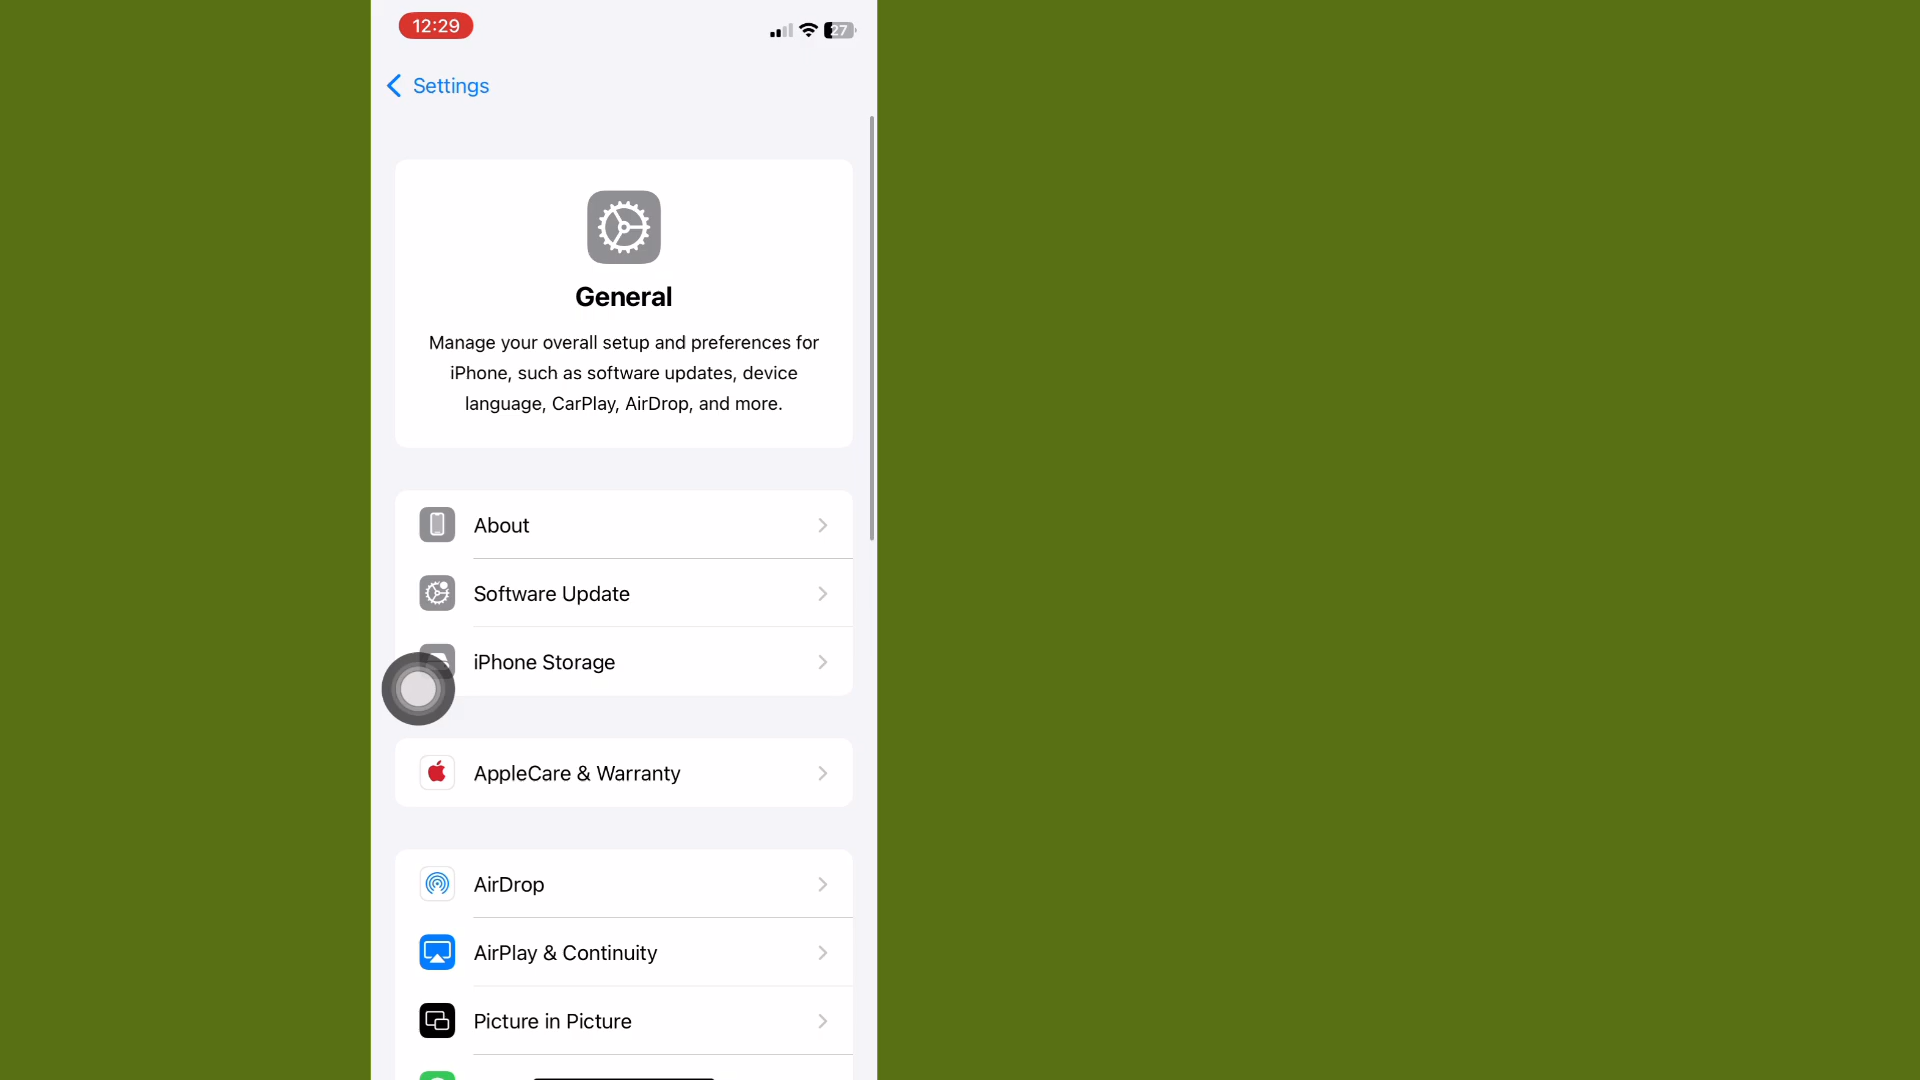 12:29
27
Settings
General
Manage your overall setup and preferences for
iPhone, such as software updates, device
language, CarPlay, AirDrop, and more.
About
Software Update
iPhone Storage
AppleCare & Warranty
AirDrop
AirPlay & Continuity
Picture in Picture